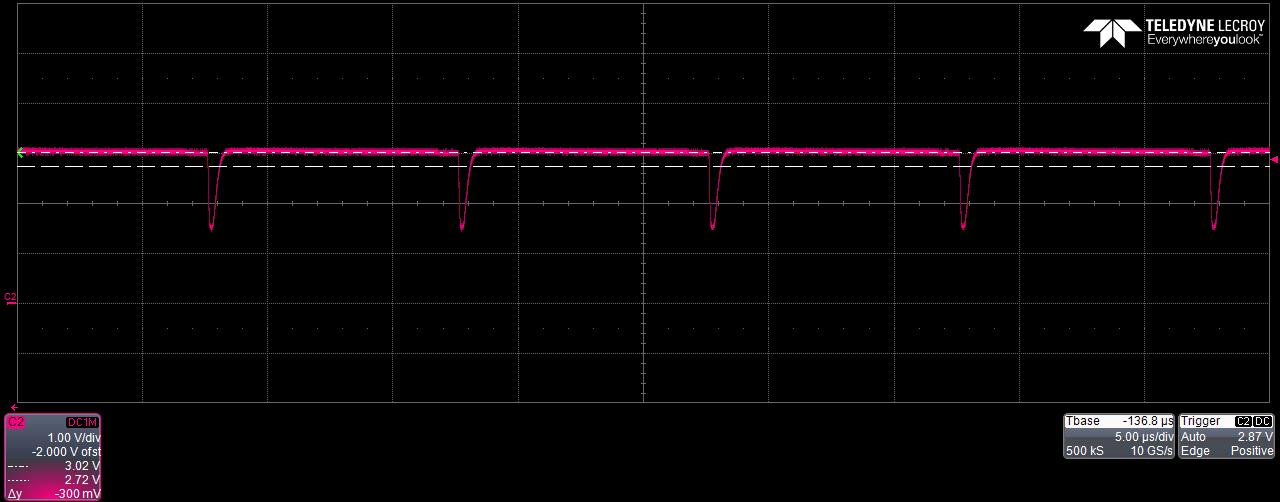 TELEDYNE LECROY
Everywhereyoulook™
C2
C2 DC1M
1.00 V/div
-2.000 V ofst
3.02 V
2.72 V
Δy -300 mV
Tbase -136.8 µs
5.00 µs/div
500 kS 10 GS/s
Trigger C2 DC
Auto 2.87 V
Edge Positive